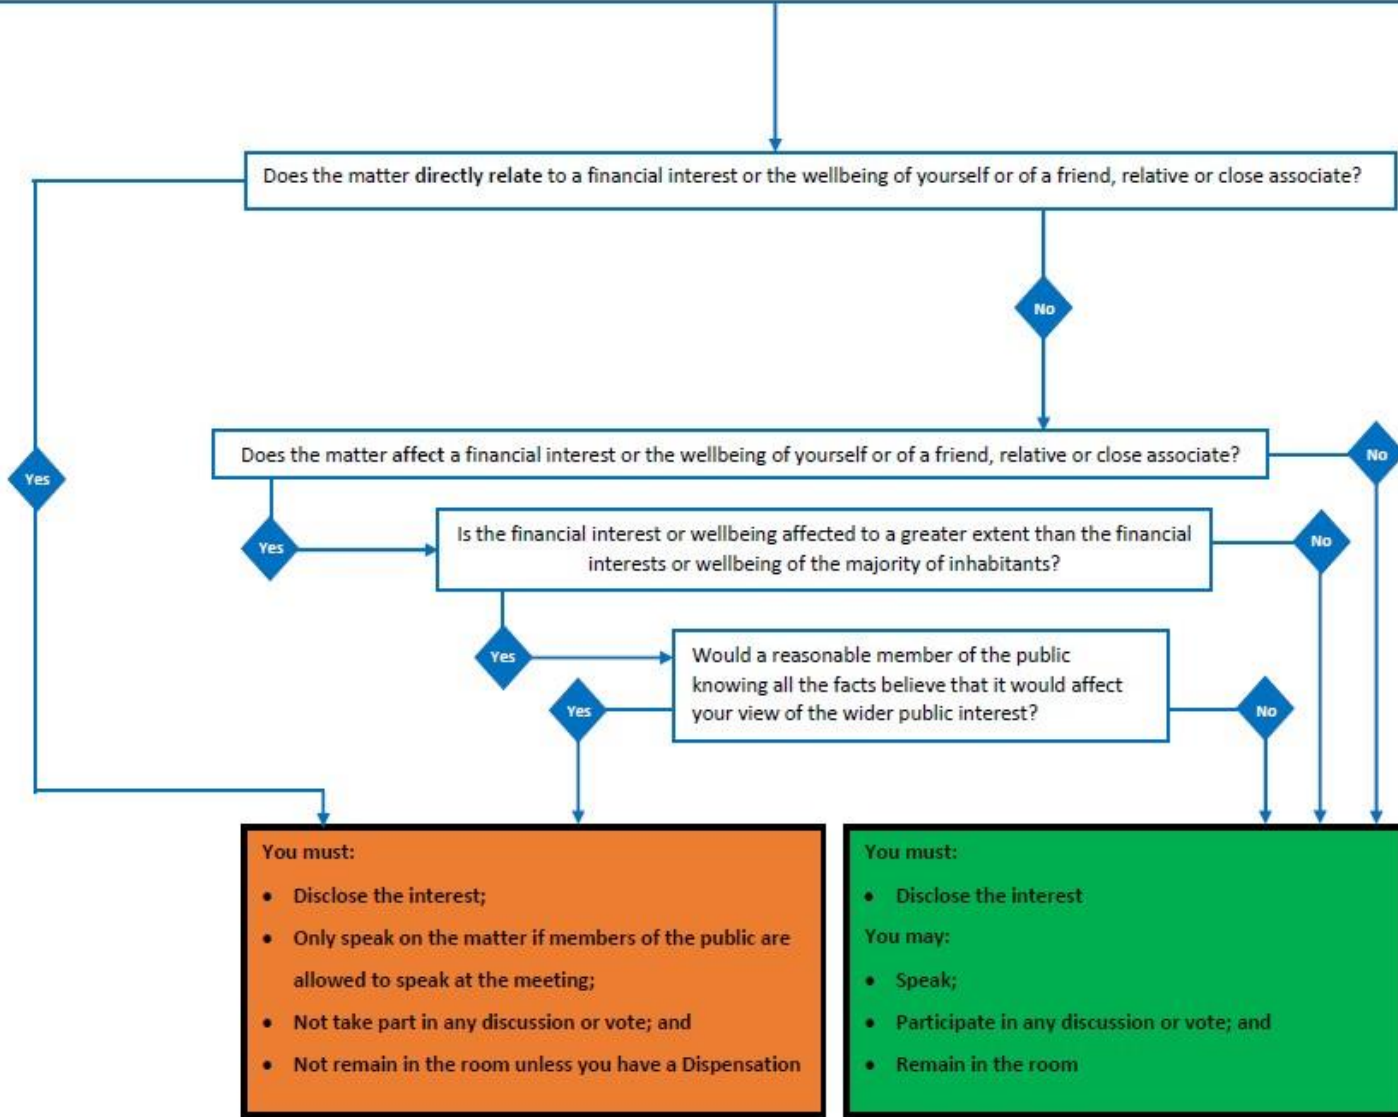 Does the matter directly relate to a financial interest or the wellbeing of yourself or of a friend, relative or close associate?
No
Does the matter affect a financial interest or the wellbeing of yourself or of a friend, relative or close associate?
No
Yes
Yes
Is the financial interest or wellbeing affected to a greater extent than the financial
interests or wellbeing of the majority of inhabitants?
No
Yes
Would a reasonable member of the public
knowing all the facts believe that it would affect
your view of the wider public interest?
Yes
No
You must:
• Disclose the interest;
• Only speak on the matter if members of the public are
allowed to speak at the meeting;
• Not take part in any discussion or vote; and
• Not remain in the room unless you have a Dispensation
You must:
• Disclose the interest
You may:
• Speak;
• Participate in any discussion or vote; and
• Remain in the room